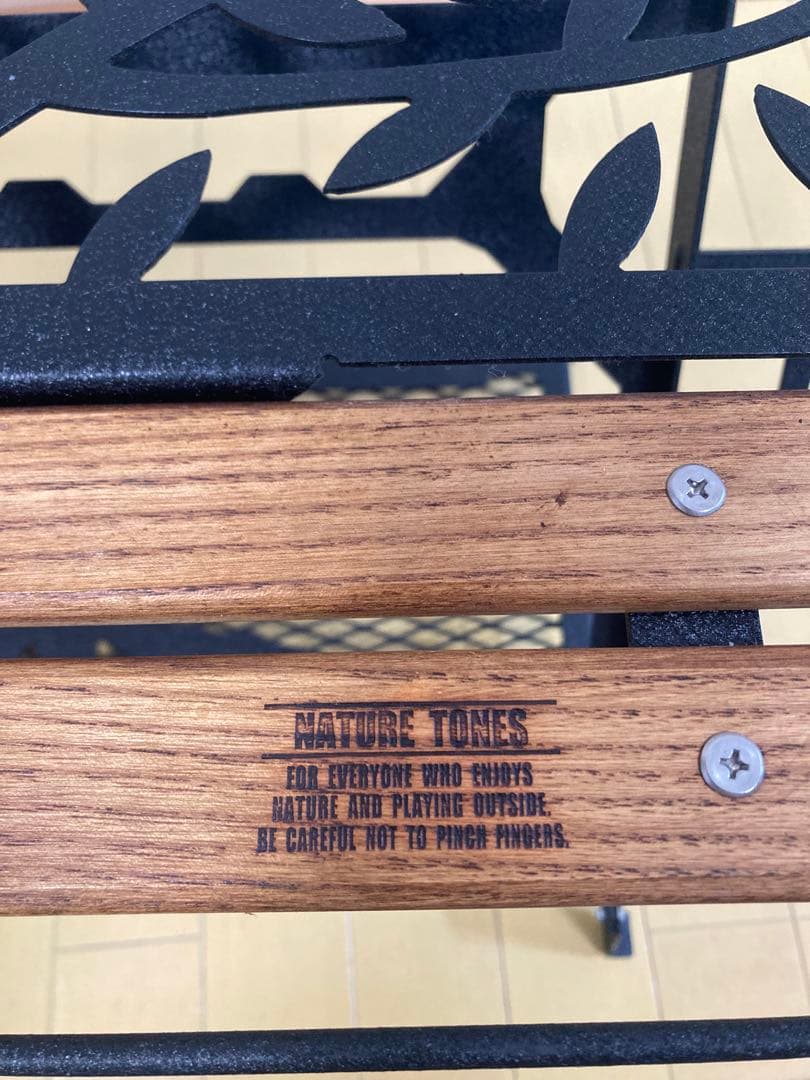 NATURE TONES
FOR EVERYONE WHO ENJOYS
NATURE AND PLAYING OUTSIDE.
BE CAREFUL NOT TO PINCH FINGERS.